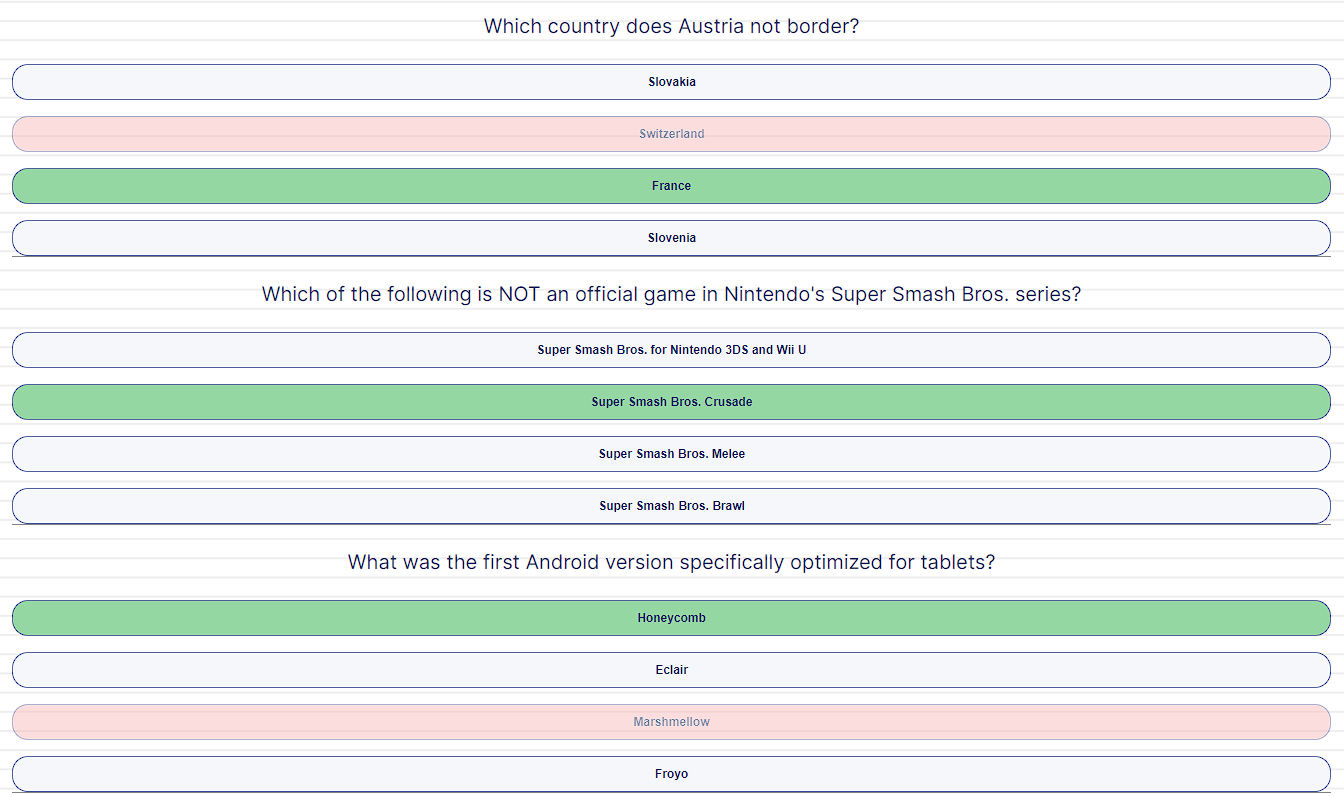 Which country does Austria not border?
Slovakia
Switzerland
France
Slovenia
Which of the following is NOT an official game in Nintendo's Super Smash Bros. series?
Super Smash Bros. for Nintendo 3DS and Wii U
Super Smash Bros. Crusade
Super Smash Bros. Melee
Super Smash Bros. Brawl
What was the first Android version specifically optimized for tablets?
Honeycomb
Eclair
Marshmellow
Froyo